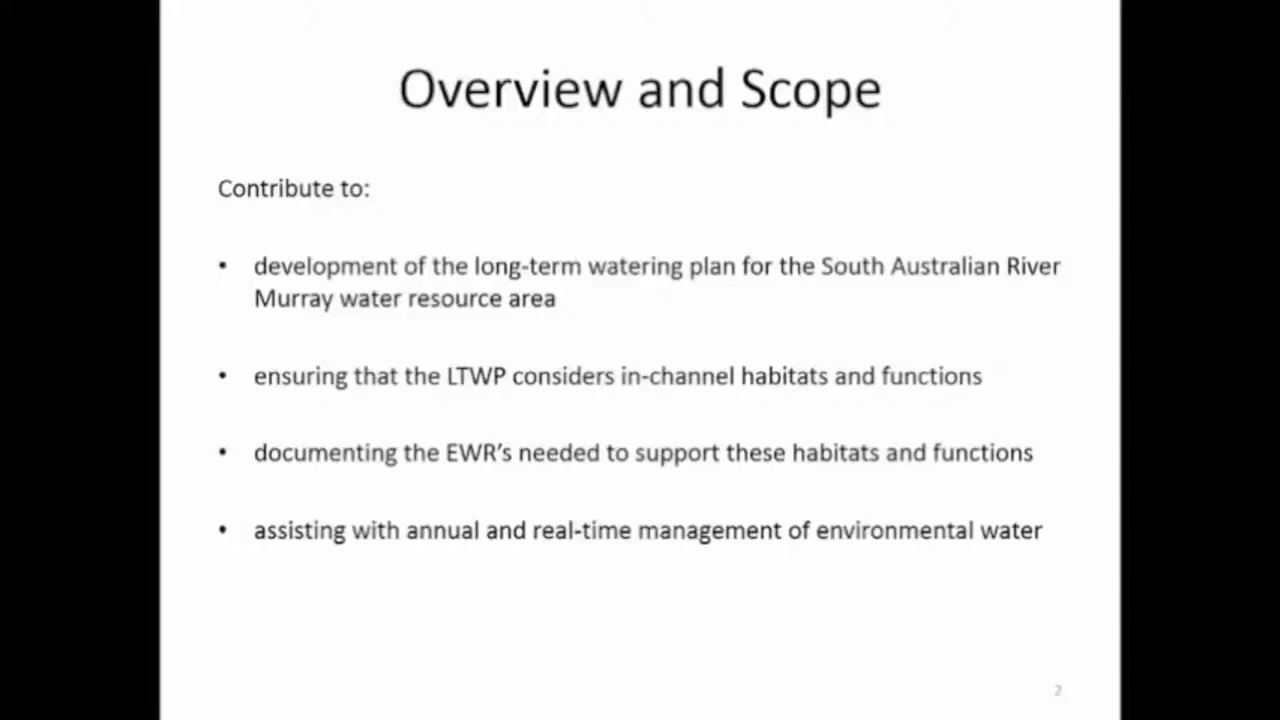 Overview and Scope
Contribute to:
• development of the long-term watering plan for the South Australian River
Murray water resource area
• ensuring that the LTWP considers in-channel habitats and functions
• documenting the EWR’s needed to support these habitats and functions
• assisting with annual and real-time management of environmental water
2